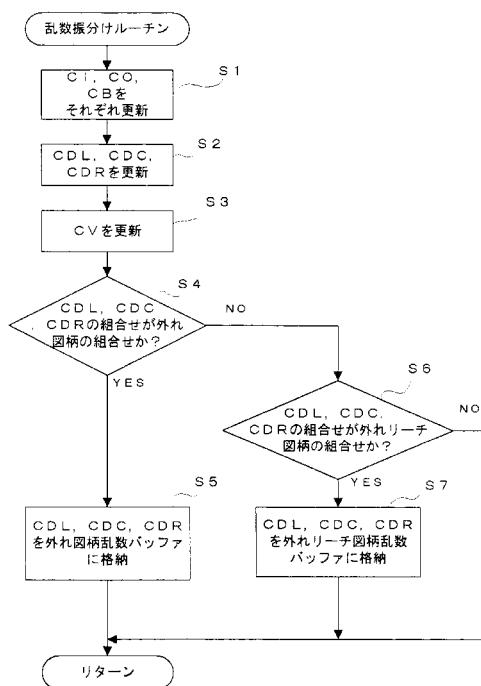 乱数振分けルーチン
S1
CI, CO,
CBを
それぞれ更新
S2
CDL, CDC,
CDRを更新
S3
CVを更新
S4
CDL, CDC
, CDRの組合せが外れ
図柄の組合せか?
NO
YES
S6
CDL, CDC,
CDRの組合せが外れリーチ
図柄の組合せか?
NO
YES
S5
CDL, CDC, CDR
を外れ図柄乱数バッファ
に格納
S7
CDL, CDC, CDR
を外れリーチ図柄乱数
バッファに格納
リターン